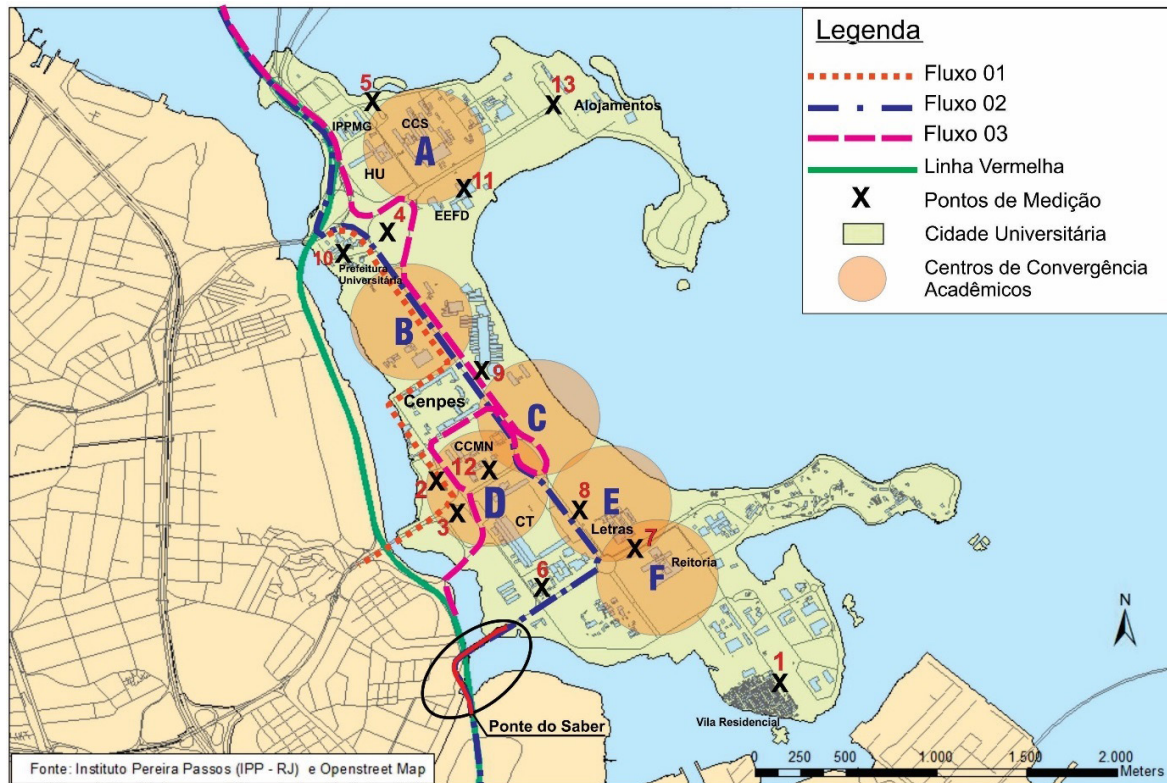 Legenda
Fluxo 01
Fluxo 02
Fluxo 03
Linha Vermelha
X Pontos de Medição
Cidade Universitária
Centros de Convergência
Acadêmicos
5
X
13
X
Alojamentos
IPPMG
CCS
A
HU
X 11
EEFD
4
X
10 X
Prefeitura
Universitária
B
X
9
Cenpes
C
CCMN
12
X
2 X
D
3 X
CT
8
X
E
Letras
X 7
Reitoria
F
6
X
N
1
X
Vila Residencial
Ponte do Saber
0 250 500 1.000 1.500 2.000
Meters
Fonte: Instituto Pereira Passos (IPP - RJ) e Openstreet Map